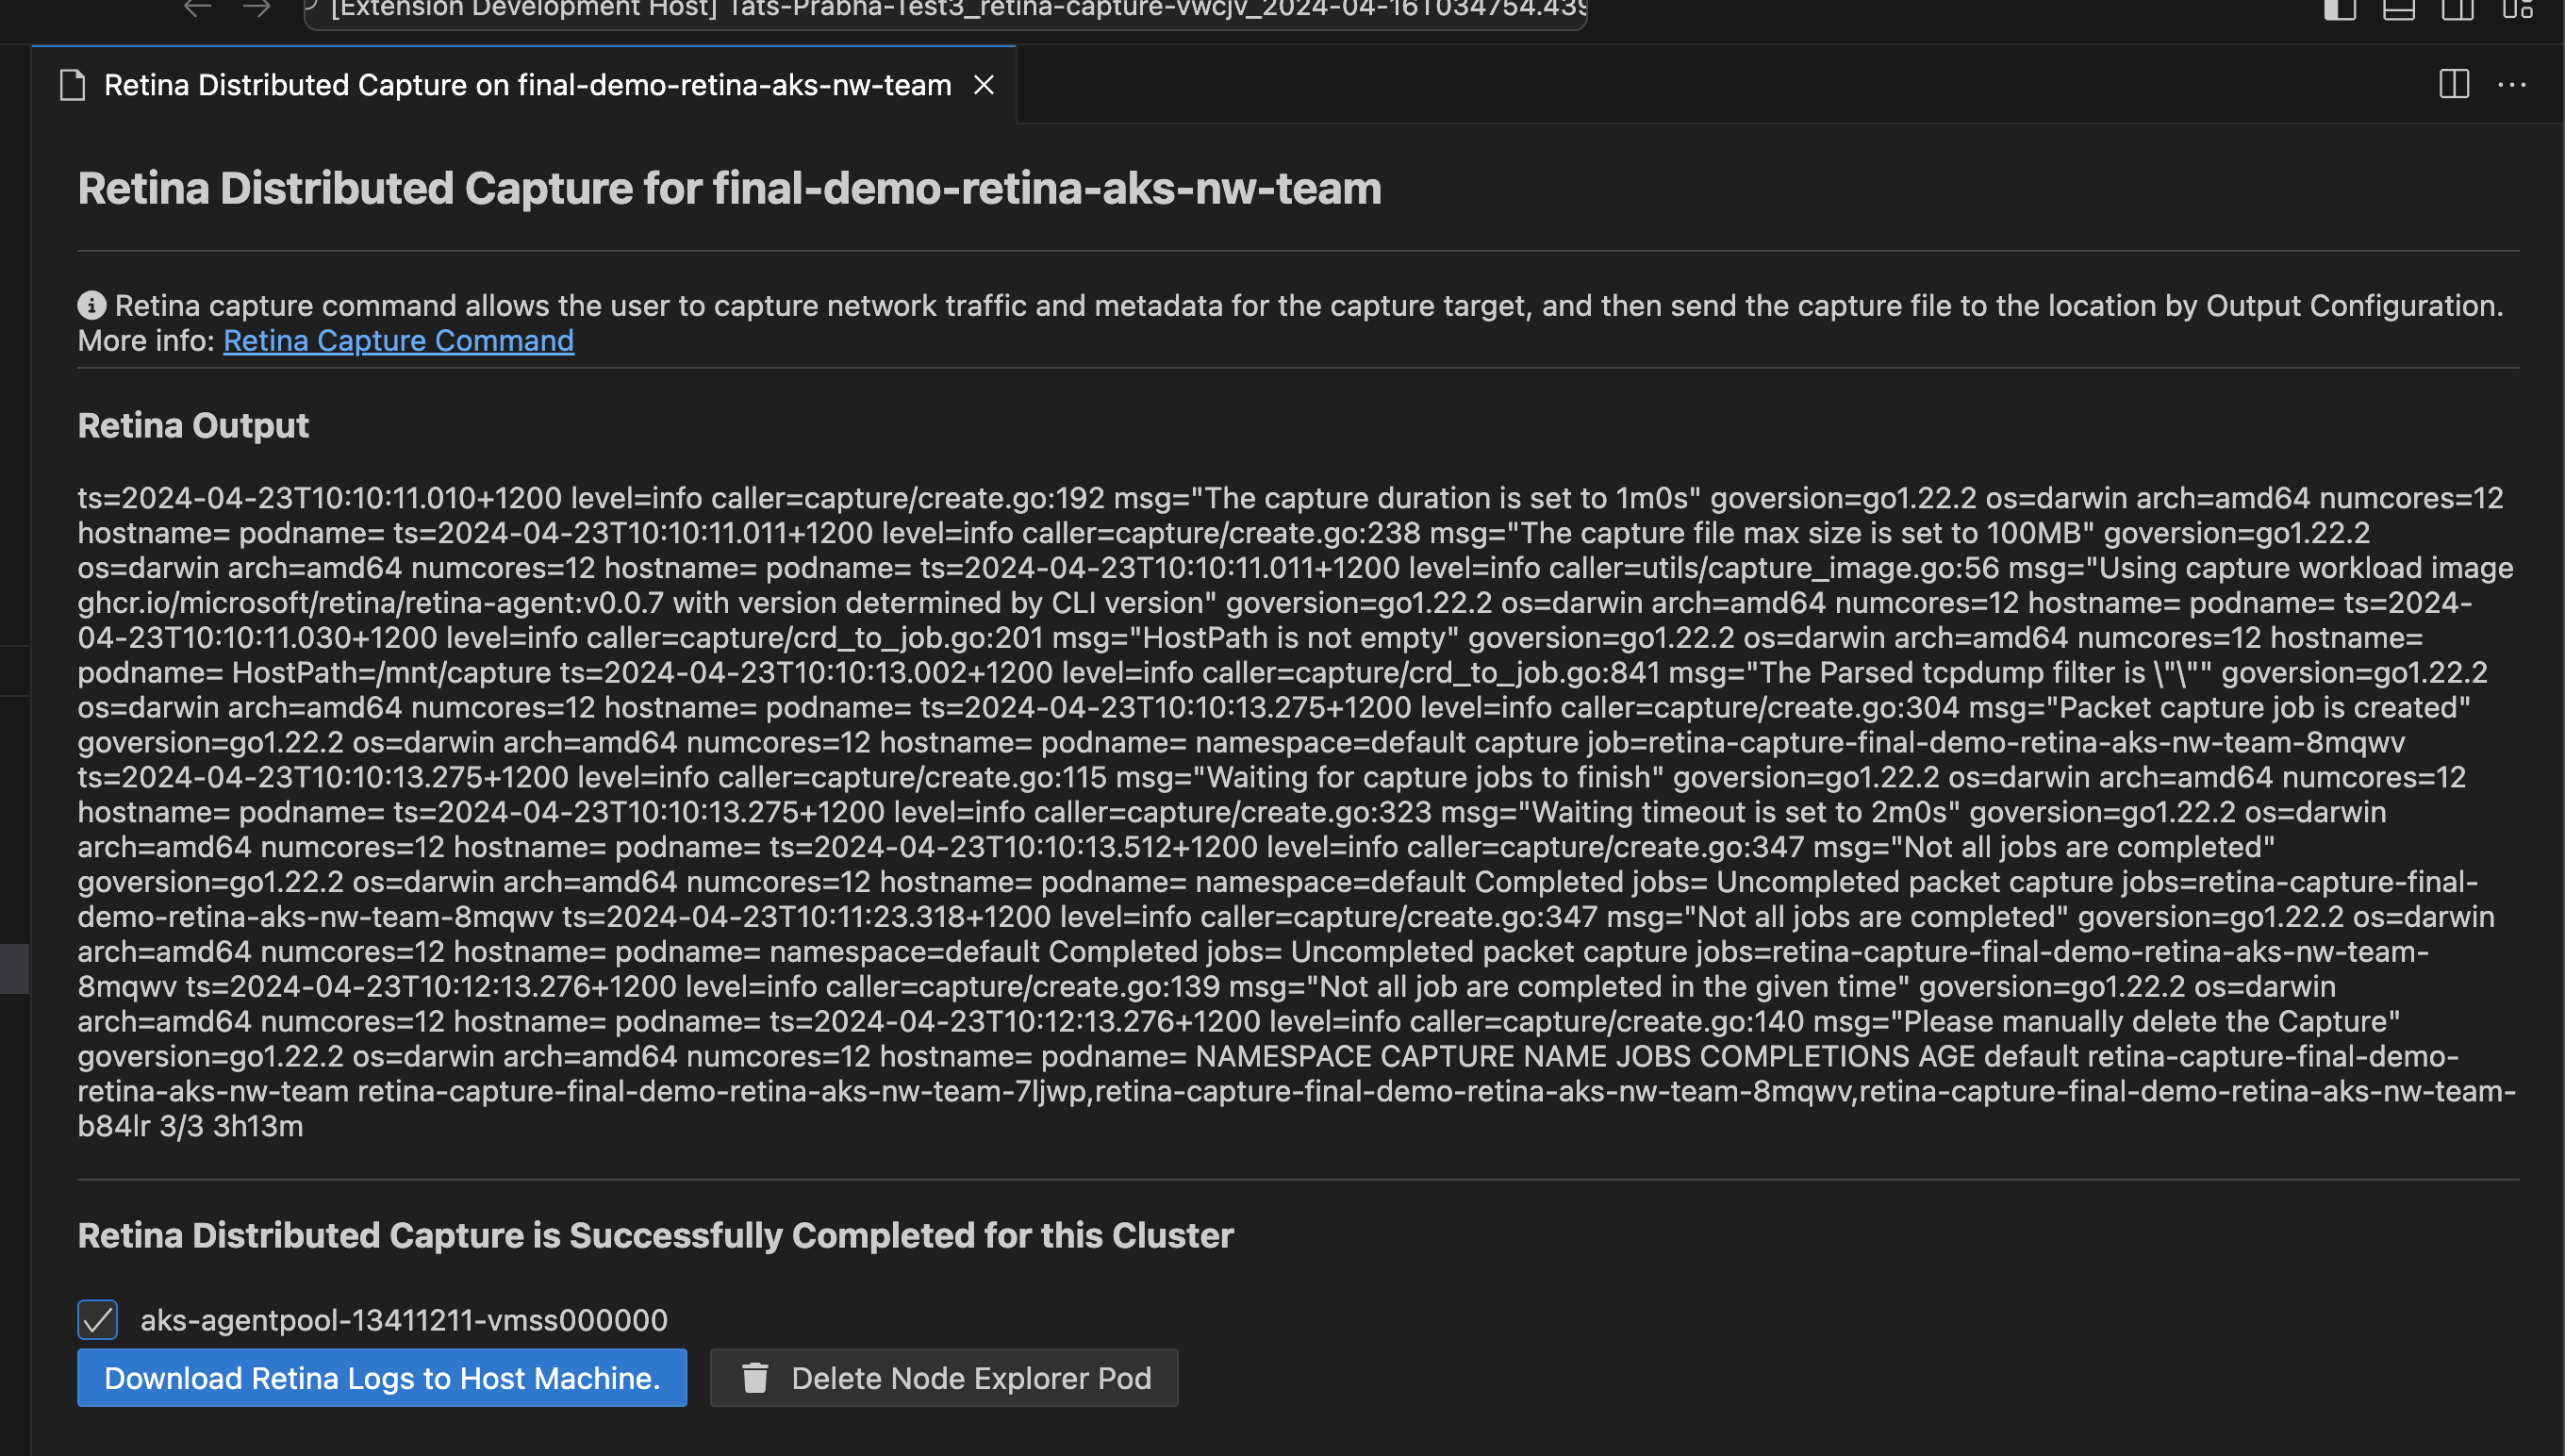 [Extension Development Host] Tats-Prabha-Test3_retina-capture-vwcjv_2024-04-16T034754.439
Retina Distributed Capture on final-demo-retina-aks-nw-team
Retina Distributed Capture for final-demo-retina-aks-nw-team
Retina capture command allows the user to capture network traffic and metadata for the capture target, and then send the capture file to the location by Output Configuration.
More info: Retina Capture Command
Retina Output
ts=2024-04-23T10:10:11.010+1200 level=info caller=capture/create.go:192 msg="The capture duration is set to 1m0s" goversion=go1.22.2 os=darwin arch=amd64 numcores=12
hostname= podname= ts=2024-04-23T10:10:11.011+1200 level=info caller=capture/create.go:238 msg="The capture file max size is set to 100MB" goversion=go1.22.2
os=darwin arch=amd64 numcores=12 hostname= podname= ts=2024-04-23T10:10:11.011+1200 level=info caller=utils/capture_image.go:56 msg="Using capture workload image
ghcr.io/microsoft/retina/retina-agent:v0.0.7 with version determined by CLI version" goversion=go1.22.2 os=darwin arch=amd64 numcores=12 hostname= podname= ts=2024-
04-23T10:10:11.030+1200 level=info caller=capture/crd_to_job.go:201 msg="HostPath is not empty" goversion=go1.22.2 os=darwin arch=amd64 numcores=12 hostname=
podname= HostPath=/mnt/capture ts=2024-04-23T10:10:13.002+1200 level=info caller=capture/crd_to_job.go:841 msg="The Parsed tcpdump filter is \"\"" goversion=go1.22.2
os=darwin arch=amd64 numcores=12 hostname= podname= ts=2024-04-23T10:10:13.275+1200 level=info caller=capture/create.go:304 msg="Packet capture job is created"
goversion=go1.22.2 os=darwin arch=amd64 numcores=12 hostname= podname= namespace=default capture job=retina-capture-final-demo-retina-aks-nw-team-8mqwv
ts=2024-04-23T10:10:13.275+1200 level=info caller=capture/create.go:115 msg="Waiting for capture jobs to finish" goversion=go1.22.2 os=darwin arch=amd64 numcores=12
hostname= podname= ts=2024-04-23T10:10:13.275+1200 level=info caller=capture/create.go:323 msg="Waiting timeout is set to 2m0s" goversion=go1.22.2 os=darwin
arch=amd64 numcores=12 hostname= podname= ts=2024-04-23T10:10:13.512+1200 level=info caller=capture/create.go:347 msg="Not all jobs are completed"
goversion=go1.22.2 os=darwin arch=amd64 numcores=12 hostname= podname= namespace=default Completed jobs= Uncompleted packet capture jobs=retina-capture-final-
demo-retina-aks-nw-team-8mqwv ts=2024-04-23T10:11:23.318+1200 level=info caller=capture/create.go:347 msg="Not all jobs are completed" goversion=go1.22.2 os=darwin
arch=amd64 numcores=12 hostname= podname= namespace=default Completed jobs= Uncompleted packet capture jobs=retina-capture-final-demo-retina-aks-nw-team-
8mqwv ts=2024-04-23T10:12:13.276+1200 level=info caller=capture/create.go:139 msg="Not all job are completed in the given time" goversion=go1.22.2 os=darwin
arch=amd64 numcores=12 hostname= podname= ts=2024-04-23T10:12:13.276+1200 level=info caller=capture/create.go:140 msg="Please manually delete the Capture"
goversion=go1.22.2 os=darwin arch=amd64 numcores=12 hostname= podname= NAMESPACE CAPTURE NAME JOBS COMPLETIONS AGE default retina-capture-final-demo-
retina-aks-nw-team retina-capture-final-demo-retina-aks-nw-team-7ljwp,retina-capture-final-demo-retina-aks-nw-team-8mqwv,retina-capture-final-demo-retina-aks-nw-team-
b84lr 3/3 3h13m
Retina Distributed Capture is Successfully Completed for this Cluster
aks-agentpool-13411211-vmss000000
Download Retina Logs to Host Machine.
Delete Node Explorer Pod